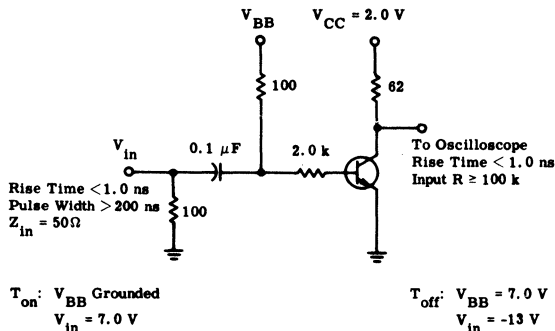 V_BB
V_CC = 2.0 V
100
62
V_in
0.1 μF
2.0 k
To Oscilloscope
Rise Time < 1.0 ns
Input R ≥ 100 k
Rise Time < 1.0 ns
Pulse Width > 200 ns
Z_in = 50Ω
100
T_on: V_BB Grounded
V_in = 7.0 V
T_off: V_BB = 7.0 V
V_in = -13 V